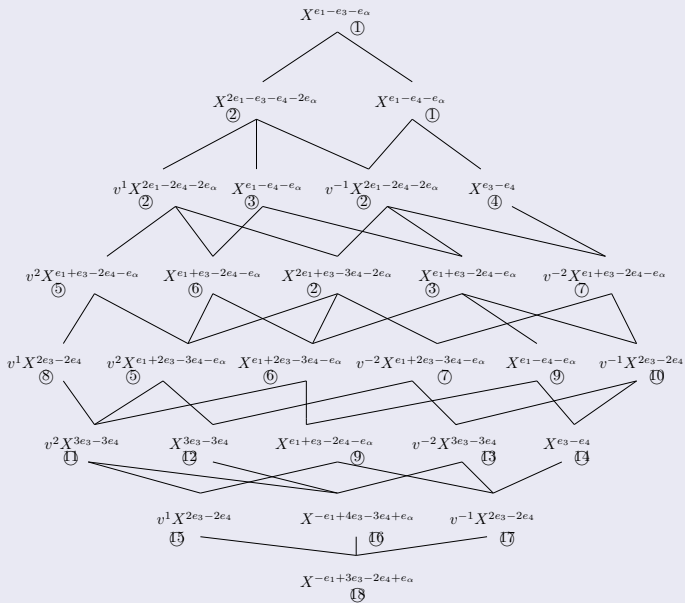 X^{e_1-e_3-e_α}
①
X^{2e_1-e_3-e_4-2e_α} X^{e_1-e_4-e_α}
② ①
v^1X^{2e_1-2e_4-2e_α} X^{e_1-e_4-e_α} v^{-1}X^{2e_1-2e_4-2e_α} X^{e_3-e_4}
② ③ ② ④
v^2X^{e_1+e_3-2e_4-e_α} X^{e_1+e_3-2e_4-e_α} X^{2e_1+e_3-3e_4-2e_α} X^{e_1+e_3-2e_4-e_α} v^{-2}X^{e_1+e_3-2e_4-e_α}
⑤ ⑥ ② ③ ⑦
v^1X^{2e_3-2e_4} v^2X^{e_1+2e_3-3e_4-e_α} X^{e_1+2e_3-3e_4-e_α} v^{-2}X^{e_1+2e_3-3e_4-e_α} X^{e_1-e_4-e_α} v^{-1}X^{2e_3-2e_4}
⑧ ⑤ ⑥ ⑦ ⑨ ⑩
v^2X^{3e_3-3e_4} X^{3e_3-3e_4} X^{e_1+e_3-2e_4-e_α} v^{-2}X^{3e_3-3e_4} X^{e_3-e_4}
⑪ ⑫ ⑨ ⑬ ⑭
v^1X^{2e_3-2e_4} X^{-e_1+4e_3-3e_4+e_α} v^{-1}X^{2e_3-2e_4}
⑮ ⑯ ⑰
X^{-e_1+3e_3-2e_4+e_α}
⑱